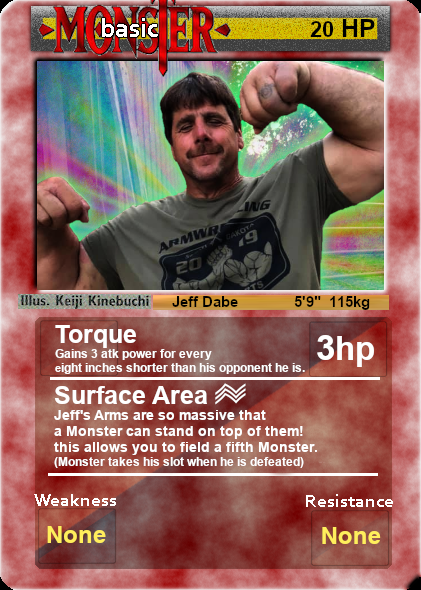 MONSTER
basic
20 HP
ARMWRESTLING
2019
Illus. Keiji Kinebuchi
Jeff Dabe
5'9" 115kg
Torque
Gains 3 atk power for every
eight inches shorter than his opponent he is.
3hp
Surface Area
Jeff's Arms are so massive that
a Monster can stand on top of them!
this allows you to field a fifth Monster.
(Monster takes his slot when he is defeated)
Weakness
Resistance
None
None